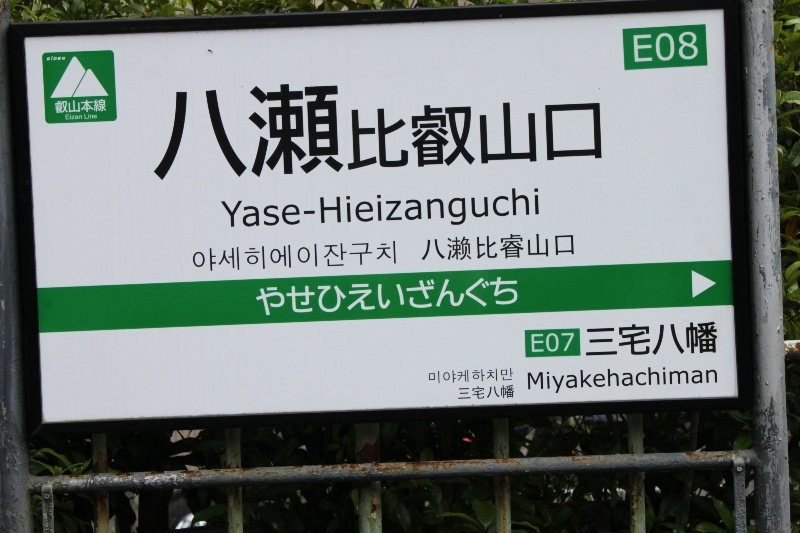 eiDEN
叡山本線
Eizan Line
E08
八瀬比叡山口
Yase-Hieizanguchi
야세히에이잔구치 八濑比睿山口
やせひえいざんぐち
E07 三宅八幡
미야케하치만
三宅八幡
Miyakehachiman